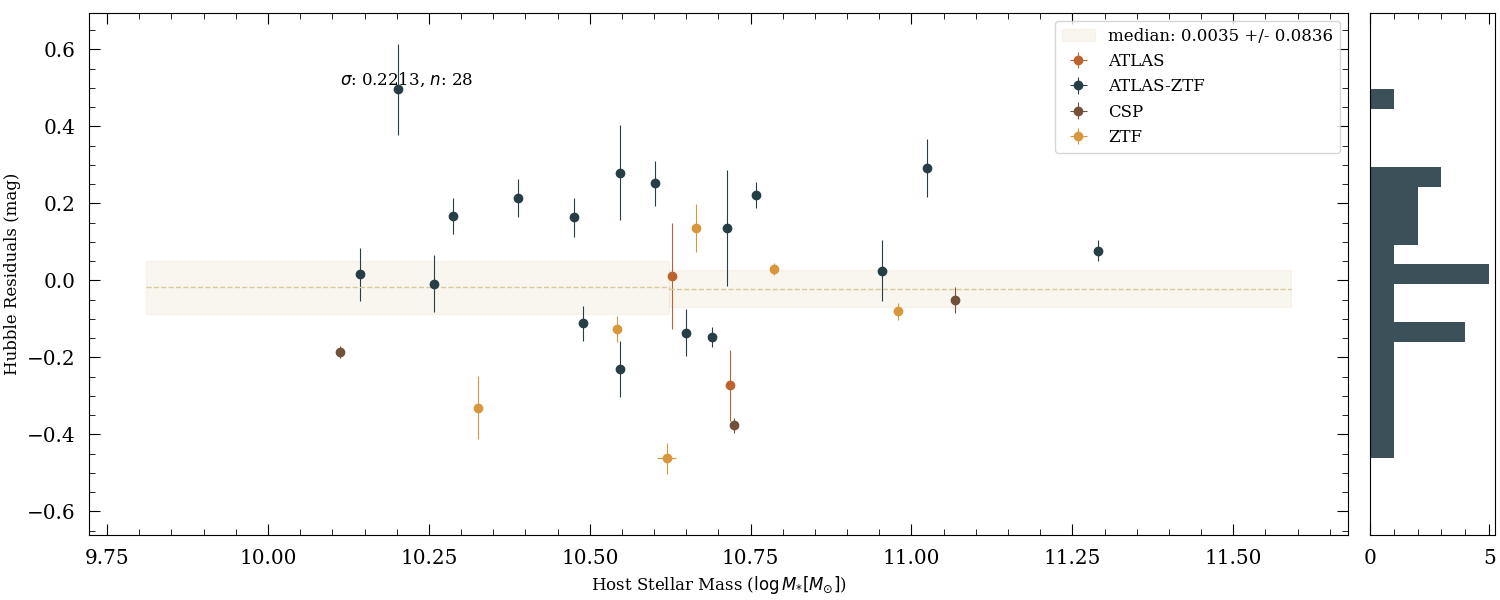 Hubble Residuals (mag)
0.6
0.4
0.2
0.0
−0.2
−0.4
−0.6
σ: 0.2213, n: 28
median: 0.0035 +/- 0.0836
ATLAS
ATLAS-ZTF
CSP
ZTF
9.75 10.00 10.25 10.50 10.75 11.00 11.25 11.50
Host Stellar Mass (log M*[M⊙])
0 5